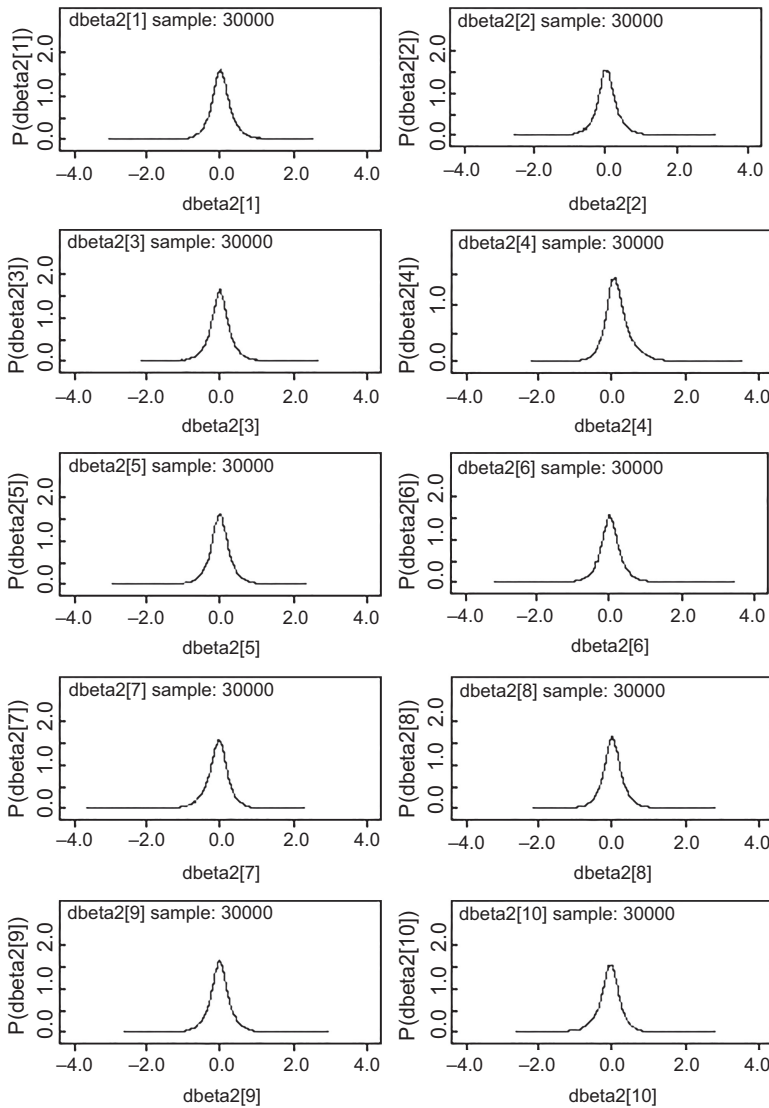 dbeta2[1] sample: 30000
P(dbeta2[1])
2.0
1.0
0.0
–4.0 –2.0 0.0 2.0 4.0
dbeta2[1]
dbeta2[2] sample: 30000
P(dbeta2[2])
2.0
1.0
0.0
–4.0 –2.0 0.0 2.0 4.0
dbeta2[2]
dbeta2[3] sample: 30000
P(dbeta2[3])
2.0
1.0
0.0
–4.0 –2.0 0.0 2.0 4.0
dbeta2[3]
dbeta2[4] sample: 30000
P(dbeta2[4])
1.0
0.0
–4.0 –2.0 0.0 2.0 4.0
dbeta2[4]
dbeta2[5] sample: 30000
P(dbeta2[5])
2.0
1.0
0.0
–4.0 –2.0 0.0 2.0 4.0
dbeta2[5]
dbeta2[6] sample: 30000
P(dbeta2[6])
2.0
1.0
0.0
–4.0 –2.0 0.0 2.0 4.0
dbeta2[6]
dbeta2[7] sample: 30000
P(dbeta2[7])
2.0
1.0
0.0
–4.0 –2.0 0.0 2.0 4.0
dbeta2[7]
dbeta2[8] sample: 30000
P(dbeta2[8])
2.0
1.0
0.0
–4.0 –2.0 0.0 2.0 4.0
dbeta2[8]
dbeta2[9] sample: 30000
P(dbeta2[9])
2.0
1.0
0.0
–4.0 –2.0 0.0 2.0 4.0
dbeta2[9]
dbeta2[10] sample: 30000
P(dbeta2[10])
2.0
1.0
0.0
–4.0 –2.0 0.0 2.0 4.0
dbeta2[10]